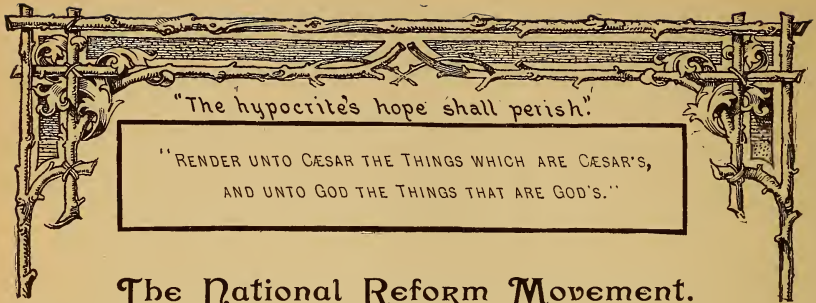 "The hypocrite's hope shall perish."
"RENDER UNTO CÆSAR THE THINGS WHICH ARE CÆSAR'S,
AND UNTO GOD THE THINGS THAT ARE GOD'S."
The National Reform Movement.